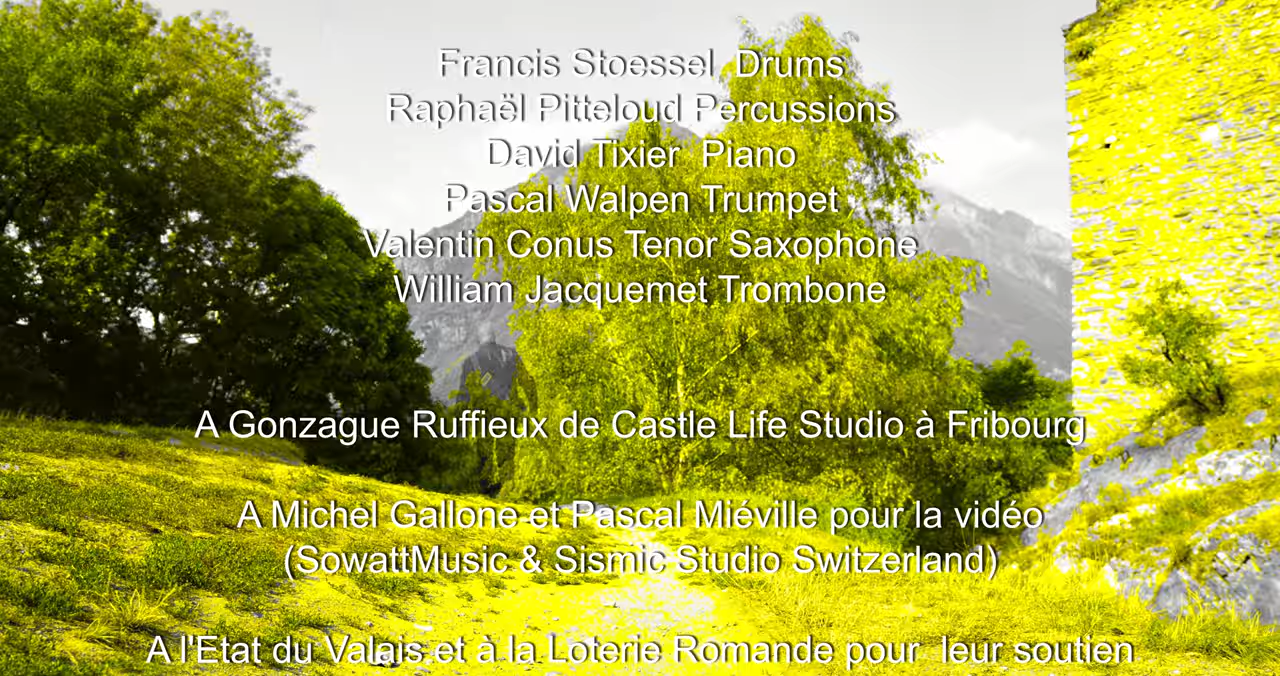 Francis Stoessel  Drums
Raphaël Pitteloud Percussions
David Tixier  Piano
Pascal Walpen Trumpet
Valentin Conus Tenor Saxophone
William Jacquemet Trombone
A Gonzague Ruffieux de Castle Life Studio à Fribourg
A Michel Gallone et Pascal Miéville pour la vidéo
(SowattMusic & Sismic Studio Switzerland)
A l'Etat du Valais et à la Loterie Romande pour  leur soutien